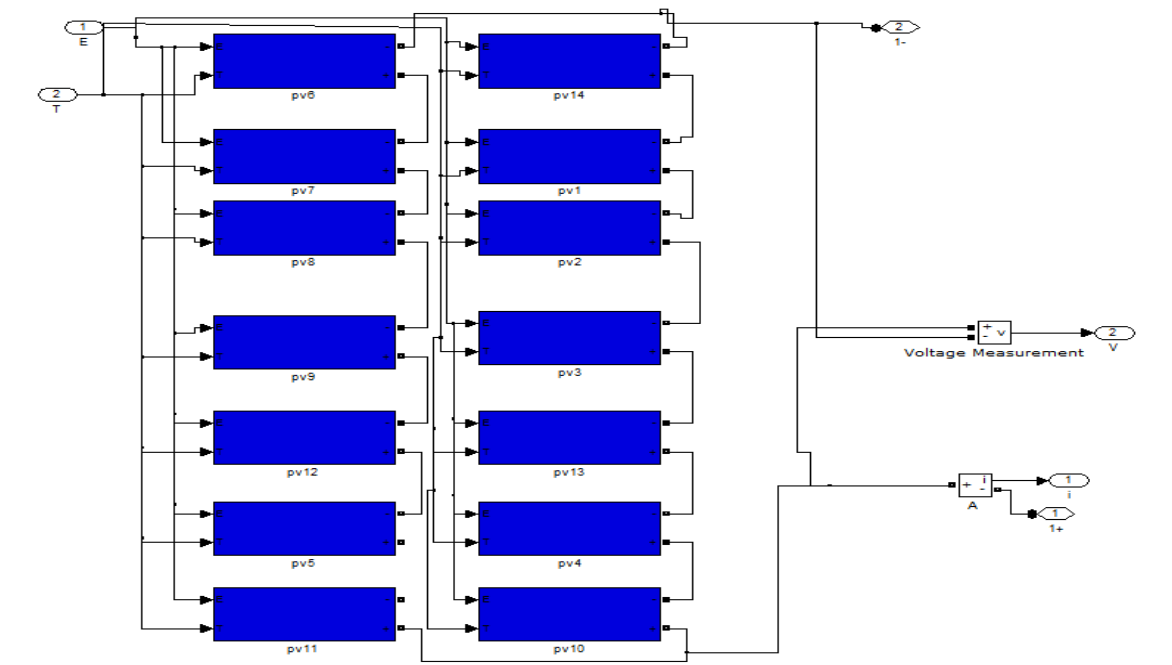 1
E
2
T
pv6
pv14
2
1-
pv7
pv1
pv8
pv2
pv9
pv3
+
-
v
Voltage Measurement
2
V
pv12
pv13
+
i
-
A
1
i
1
1+
pv5
pv4
pv11
pv10